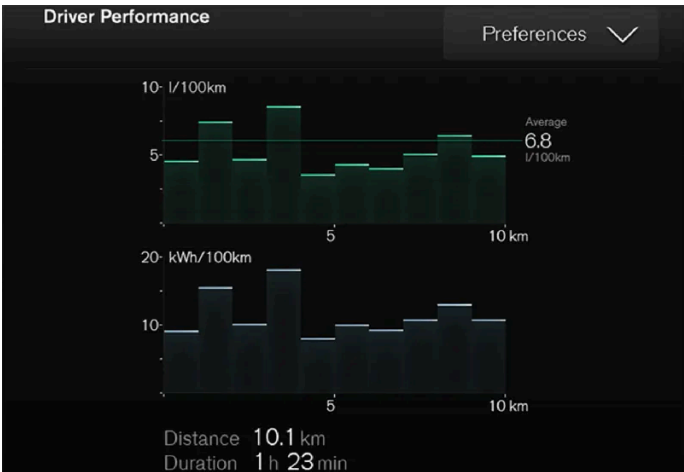 Driver Performance
Preferences
10 l/100km
Average
6.8
l/100km
5
5
10 km
20 kWh/100km
10
5
10 km
Distance 10.1 km
Duration 1 h 23 min